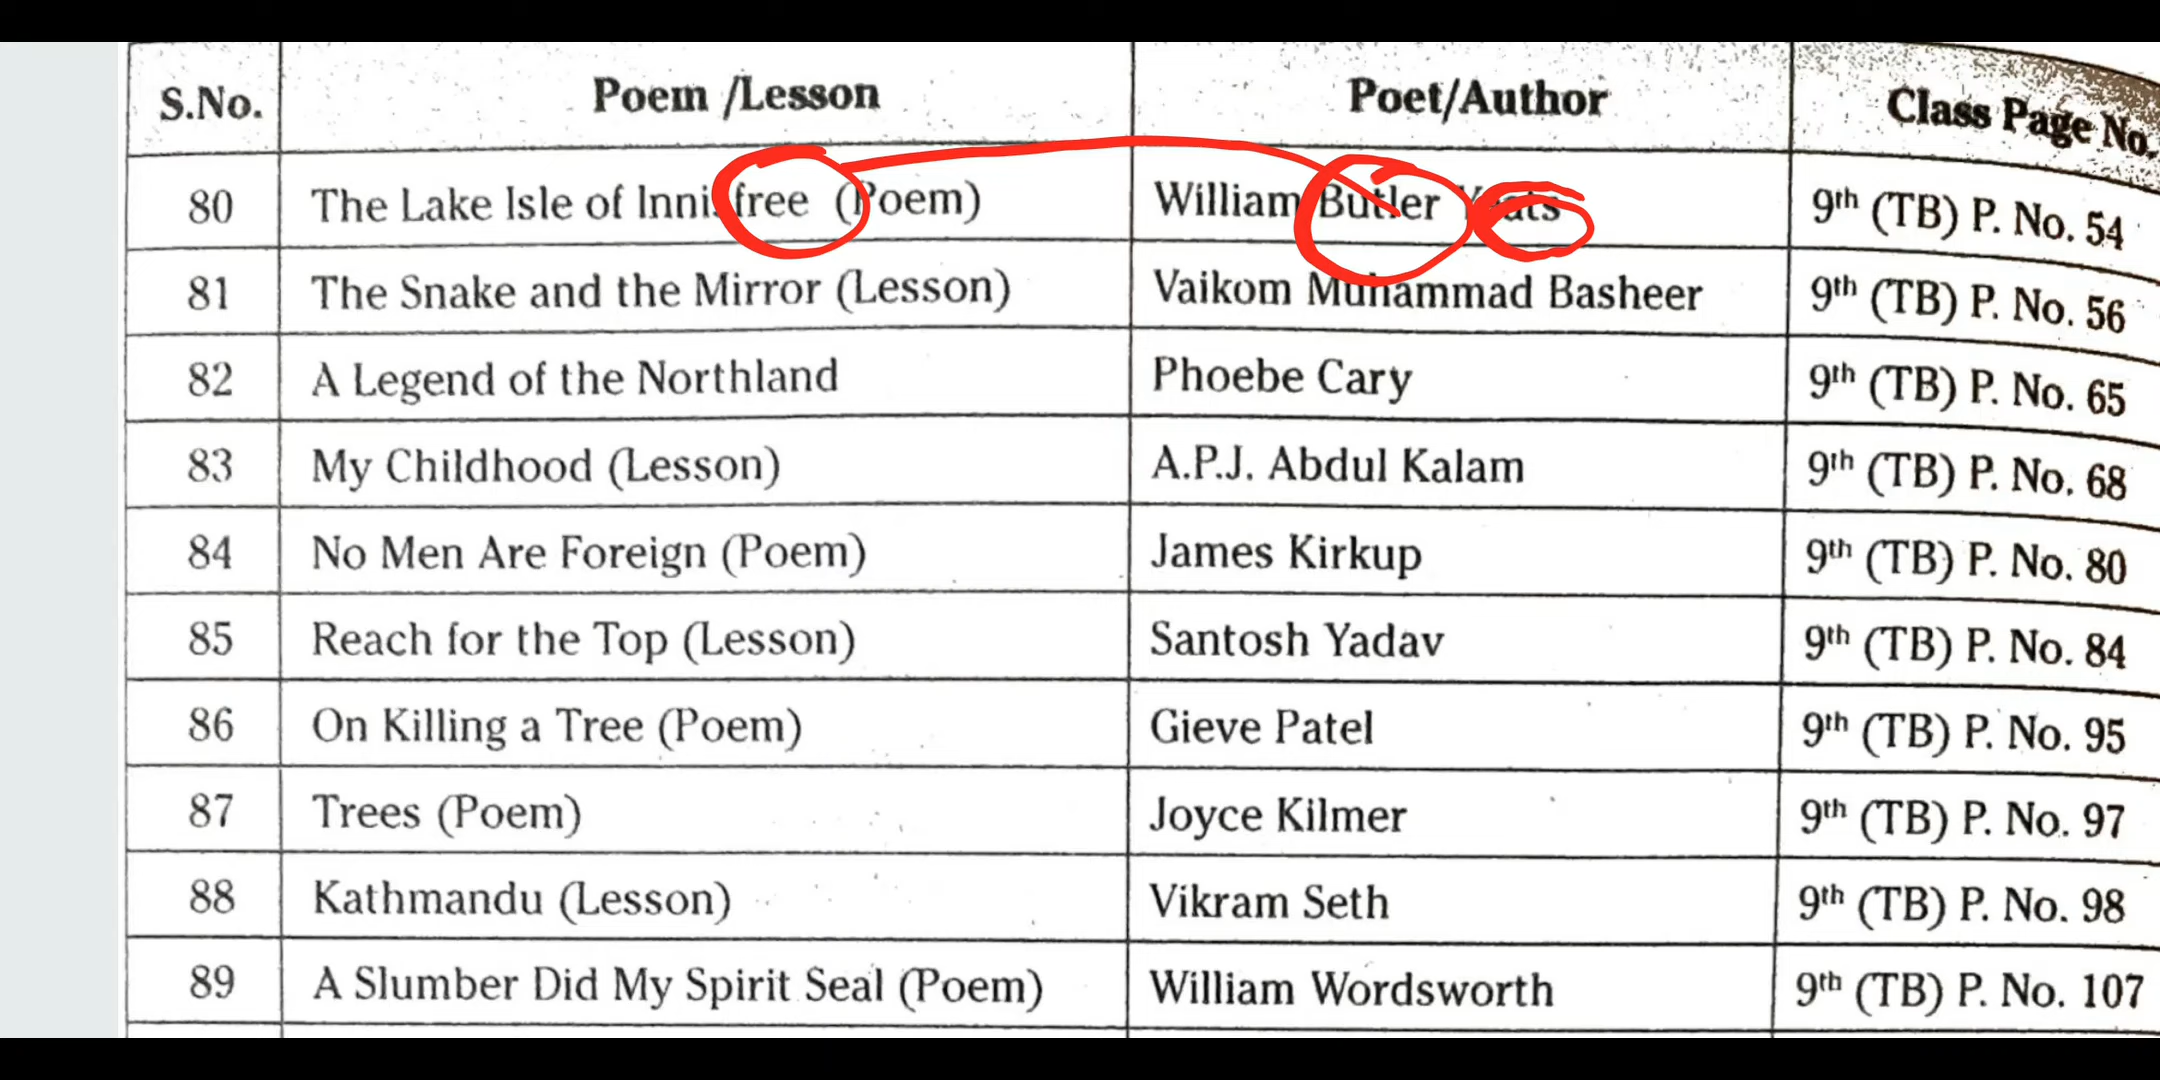 S.No. Poem /Lesson Poet/Author Class Page No.
80 The Lake Isle of Innisfree (Poem) William Butler Yeats 9th (TB) P. No. 54
81 The Snake and the Mirror (Lesson) Vaikom Muhammad Basheer 9th (TB) P. No. 56
82 A Legend of the Northland Phoebe Cary 9th (TB) P. No. 65
83 My Childhood (Lesson) A.P.J. Abdul Kalam 9th (TB) P. No. 68
84 No Men Are Foreign (Poem) James Kirkup 9th (TB) P. No. 80
85 Reach for the Top (Lesson) Santosh Yadav 9th (TB) P. No. 84
86 On Killing a Tree (Poem) Gieve Patel 9th (TB) P. No. 95
87 Trees (Poem) Joyce Kilmer 9th (TB) P. No. 97
88 Kathmandu (Lesson) Vikram Seth 9th (TB) P. No. 98
89 A Slumber Did My Spirit Seal (Poem) William Wordsworth 9th (TB) P. No. 107